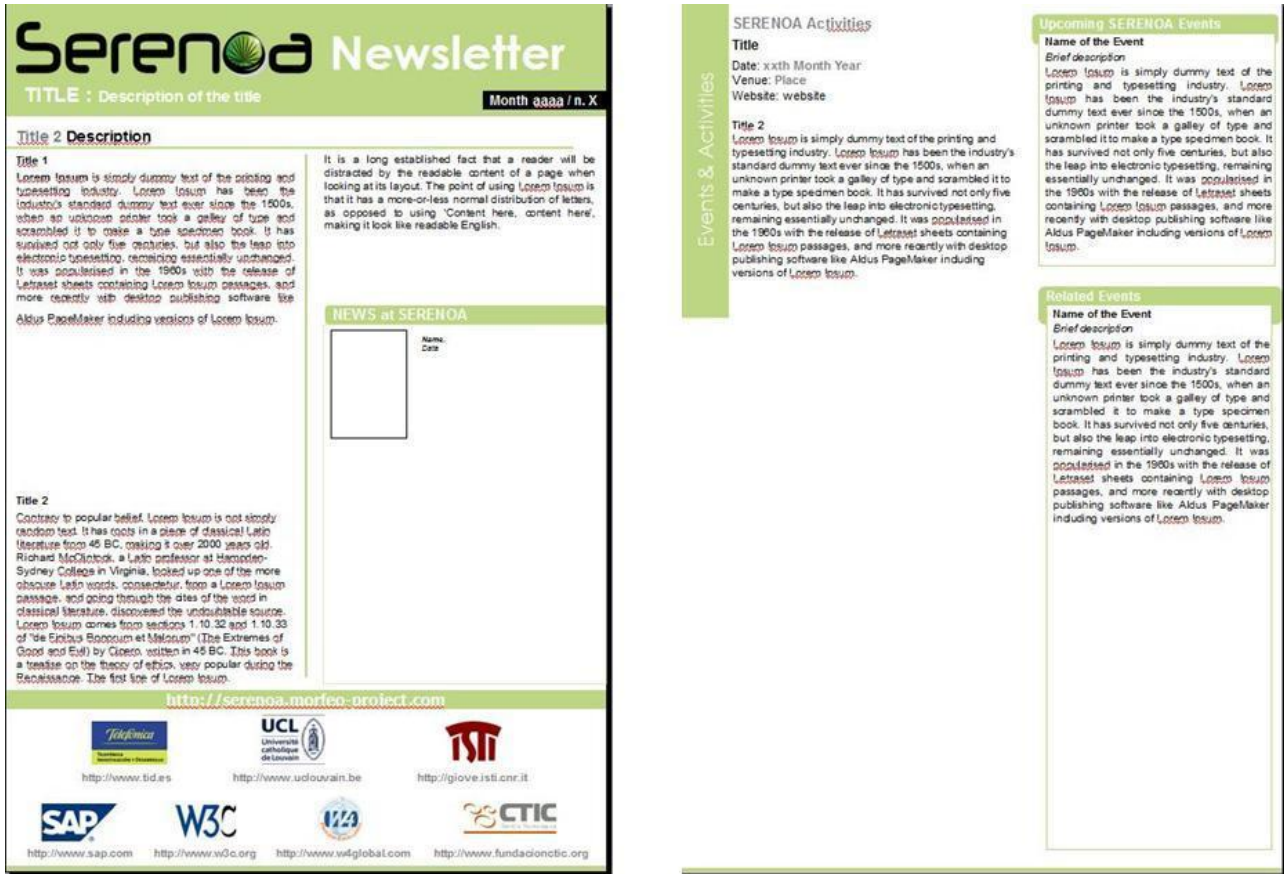 Serenoa Newsletter
TITLE : Description of the title
Month aaaa / n. X
Title 2 Description
Title 1
Lorem Ipsum is simply dummy text of the printing and
typesetting industry. Lorem Ipsum has been the
industry's standard dummy text ever since the 1500s,
when an unknown printer took a galley of type and
scrambled it to make a type specimen book. It has
survived not only five centuries, but also the leap into
electronic typesetting, remaining essentially unchanged.
It was popularised in the 1960s with the release of
Letraset sheets containing Lorem Ipsum passages, and
more recently with desktop publishing software like
Aldus PageMaker including versions of Lorem Ipsum.
Title 2
Contrary to popular belief, Lorem Ipsum is not simply
random text. It has roots in a piece of classical Latin
literature from 45 BC, making it over 2000 years old.
Richard McClintock, a Latin professor at Hampden-
Sydney College in Virginia, looked up one of the more
obscure Latin words, consectetur, from a Lorem Ipsum
passage, and going through the cites of the word in
classical literature, discovered the undoubtable source.
Lorem Ipsum comes from sections 1.10.32 and 1.10.33
of "de Finibus Bonorum et Malorum" (The Extremes of
Good and Evil) by Cicero, written in 45 BC. This book is
a treatise on the theory of ethics, very popular during the
Renaissance. The first line of Lorem Ipsum.
It is a long established fact that a reader will be
distracted by the readable content of a page when
looking at its layout. The point of using Lorem Ipsum is
that it has a more-or-less normal distribution of letters,
as opposed to using 'Content here, content here',
making it look like readable English.
NEWS at SERENOA
Name.
Date
http://serenoa.morfeo-project.com
Telefónica
UCL
Université
catholique
de Louvain
ISTI
http://www.tid.es
http://www.uclouvain.be
http://giove.isti.cnr.it
SAP
W3C
W4
CTIC
http://www.sap.com
http://www.w3c.org
http://www.w4global.com
http://www.fundacionctic.org
Events & Activities
SERENOA Activities
Title
Date: xxth Month Year
Venue: Place
Website: website
Title 2
Lorem Ipsum is simply dummy text of the printing and
typesetting industry. Lorem Ipsum has been the industry's
standard dummy text ever since the 1500s, when an
unknown printer took a galley of type and scrambled it to
make a type specimen book. It has survived not only five
centuries, but also the leap into electronic typesetting,
remaining essentially unchanged. It was popularised in
the 1960s with the release of Letraset sheets containing
Lorem Ipsum passages, and more recently with desktop
publishing software like Aldus PageMaker including
versions of Lorem Ipsum.
Upcoming SERENOA Events
Name of the Event
Brief description
Lorem Ipsum is simply dummy text of the
printing and typesetting industry. Lorem
Ipsum has been the industry's standard
dummy text ever since the 1500s, when an
unknown printer took a galley of type and
scrambled it to make a type specimen book. It
has survived not only five centuries, but also
the leap into electronic typesetting, remaining
essentially unchanged. It was popularised in
the 1960s with the release of Letraset sheets
containing Lorem Ipsum passages, and more
recently with desktop publishing software like
Aldus PageMaker including versions of Lorem
Ipsum.
Related Events
Name of the Event
Brief description
Lorem Ipsum is simply dummy text of the
printing and typesetting industry. Lorem
Ipsum has been the industry's standard
dummy text ever since the 1500s, when an
unknown printer took a galley of type and
scrambled it to make a type specimen
book. It has survived not only five centuries,
but also the leap into electronic typesetting,
remaining essentially unchanged. It was
popularised in the 1960s with the release of
Letraset sheets containing Lorem Ipsum
passages, and more recently with desktop
publishing software like Aldus PageMaker
including versions of Lorem Ipsum.